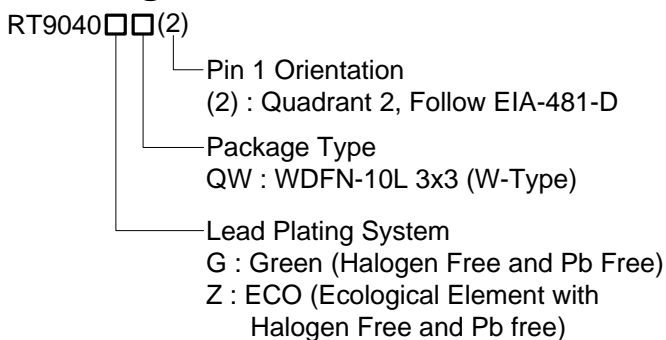 RT9040□□(2)
Pin 1 Orientation
(2) : Quadrant 2, Follow EIA-481-D
Package Type
QW : WDFN-10L 3x3 (W-Type)
Lead Plating System
G : Green (Halogen Free and Pb Free)
Z : ECO (Ecological Element with
Halogen Free and Pb free)